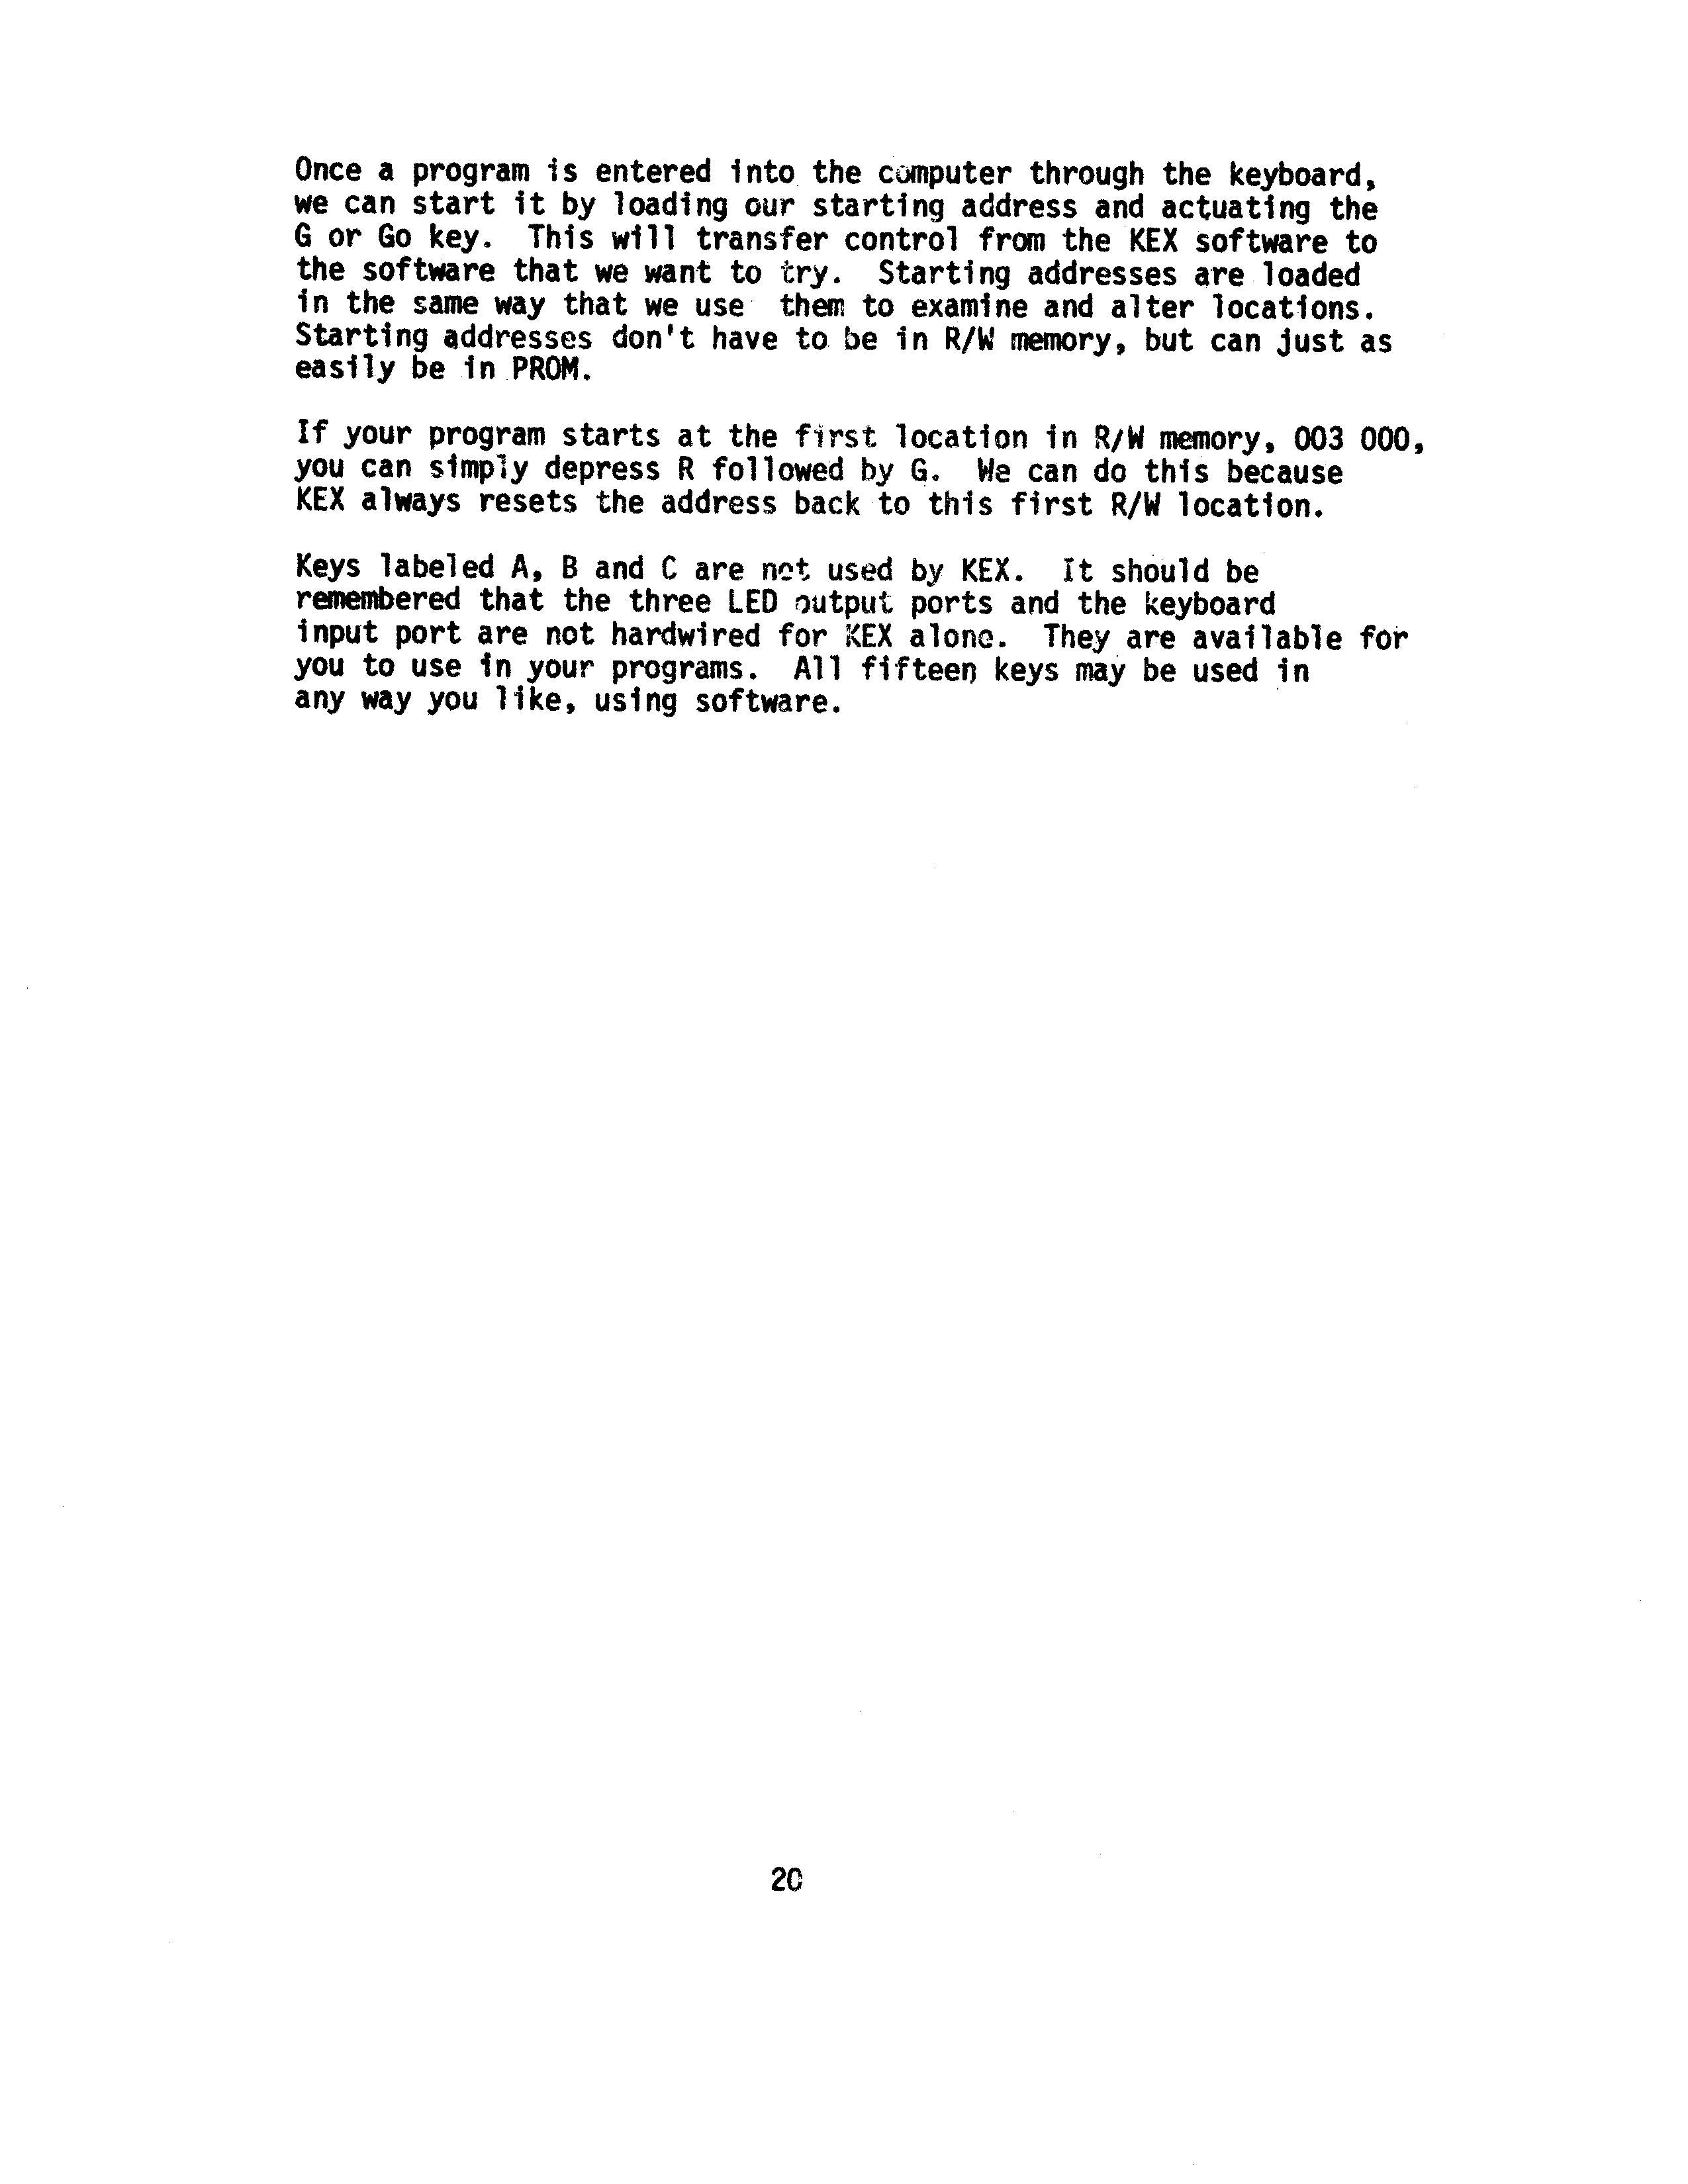 Once a program is entered into the computer through the keyboard,
we can start it by loading our starting address and actuating the
G or Go key.  This will transfer control from the KEX software to
the software that we want to try.  Starting addresses are loaded
in the same way that we use  them to examine and alter locations.
Starting addresses don't have to be in R/W memory, but can just as
easily be in PROM.

If your program starts at the first location in R/W memory, 003 000,
you can simply depress R followed by G.  We can do this because
KEX always resets the address back to this first R/W location.

Keys labeled A, B and C are not used by KEX.  It should be
remembered that the three LED output ports and the keyboard
input port are not hardwired for KEX alone.  They are available for
you to use in your programs.  All fifteen keys may be used in
any way you like, using software.

20